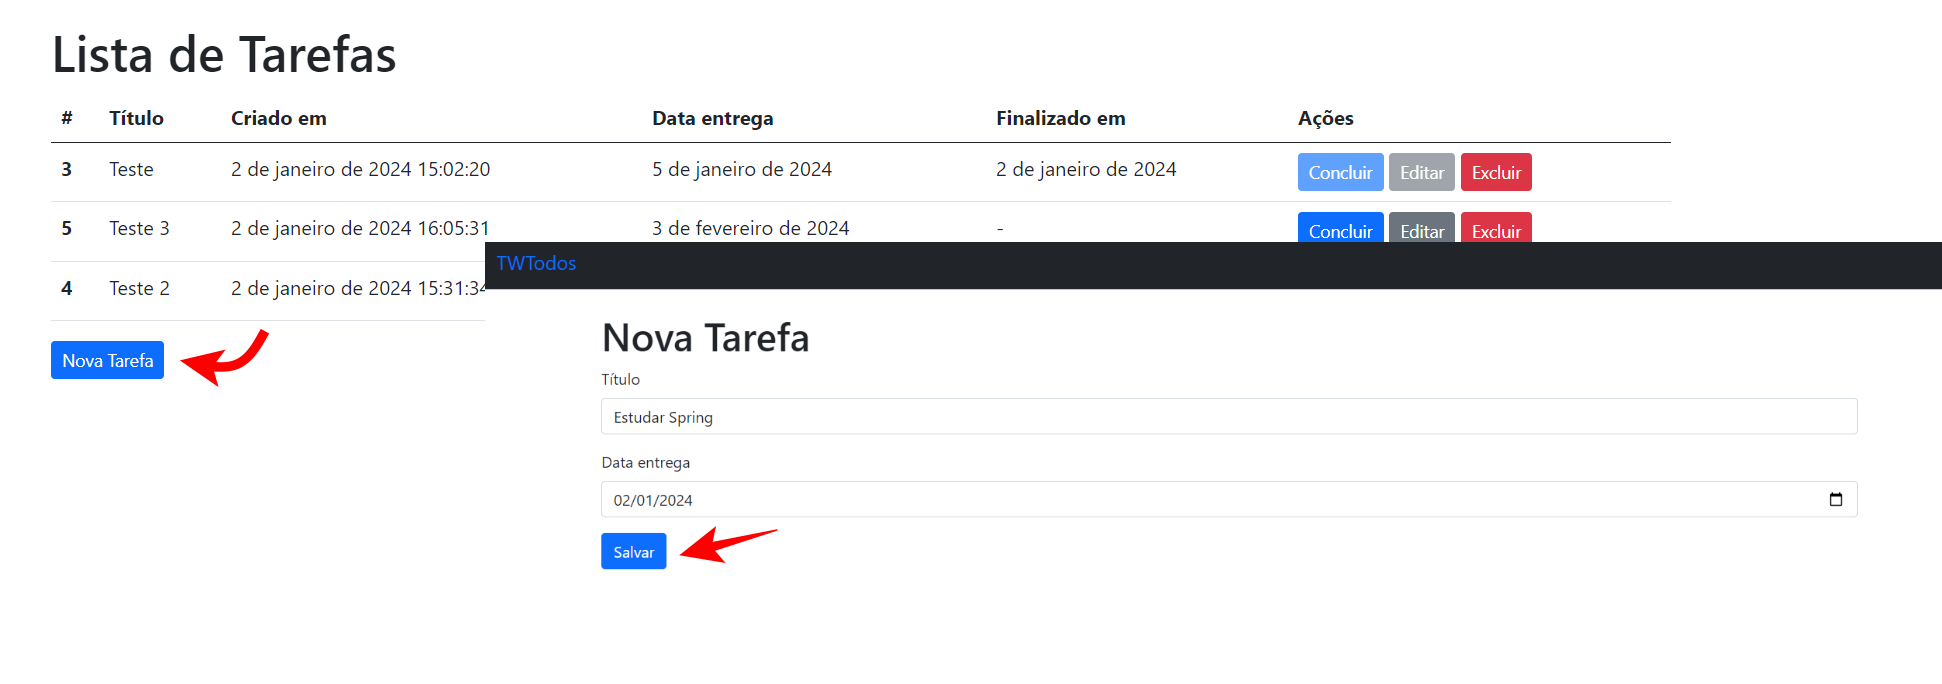 Lista de Tarefas
# Título Criado em Data entrega Finalizado em Ações
3 Teste 2 de janeiro de 2024 15:02:20 5 de janeiro de 2024 2 de janeiro de 2024 Concluir Editar Excluir
5 Teste 3 2 de janeiro de 2024 16:05:31 3 de fevereiro de 2024 - Concluir Editar Excluir
4 Teste 2 2 de janeiro de 2024 15:31:34
Nova Tarefa
TWTodos
Nova Tarefa
Título
Estudar Spring
Data entrega
02/01/2024
Salvar